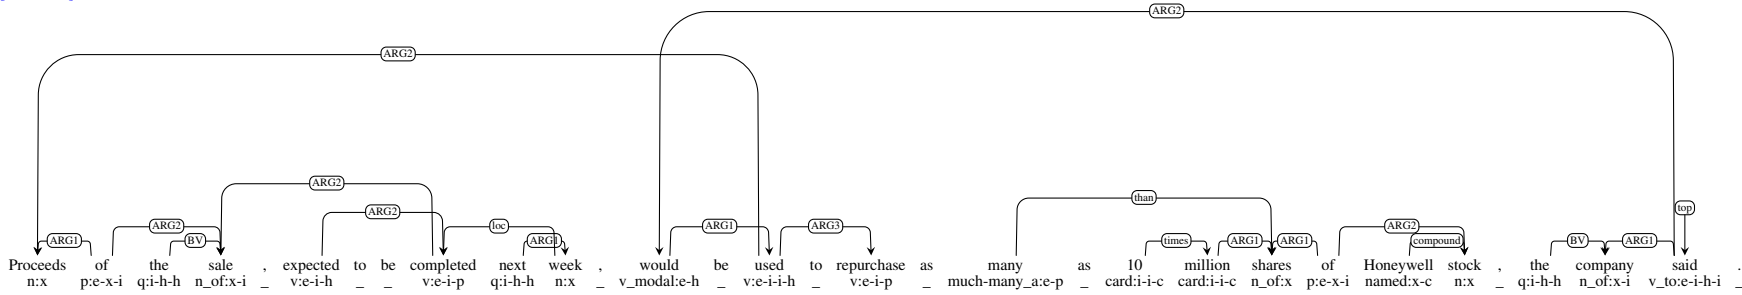 ARG2
ARG2
ARG2
than
top
ARG2
ARG2
loc
ARG1
ARG3
ARG2
ARG1
BV
ARG1
times
ARG1
ARG1
compound
BV
ARG1
Proceeds of the sale , expected to be completed next week , would be used to repurchase as many as 10 million shares of Honeywell stock , the company said .
n:x p:e-x-i q:i-h-h n_of:x-i _ v:e-i-h _ _ v:e-i-p q:i-h-h n:x _ v_modal:e-h _ v:e-i-i-h _ v:e-i-p _ much-many_a:e-p _ card:i-i-c card:i-i-c n_of:x p:e-x-i named:x-c n:x _ q:i-h-h n_of:x-i v_to:e-i-h-i _